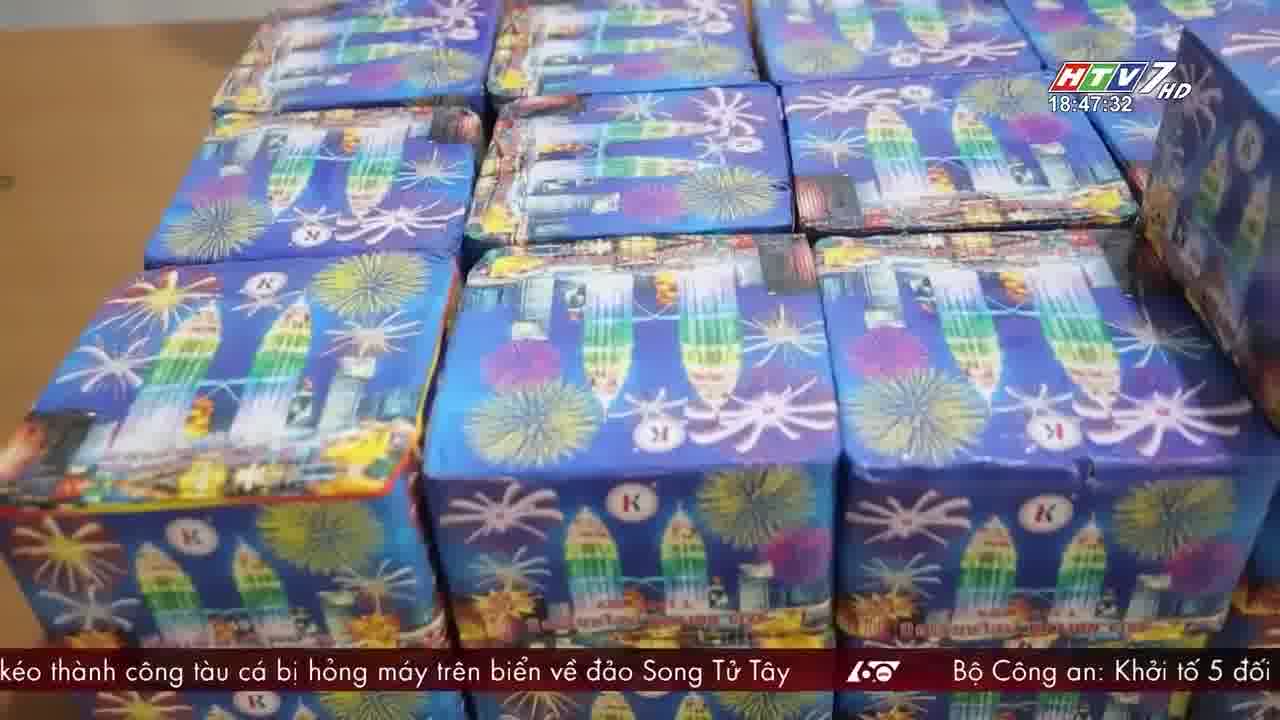 HTV7 HD
18:47:32
K
K
K
K
K
K
K
kéo thành công tàu cá bị hỏng máy trên biển về đảo Song Tử Tây
60
Bộ Công an: Khởi tố 5 đối